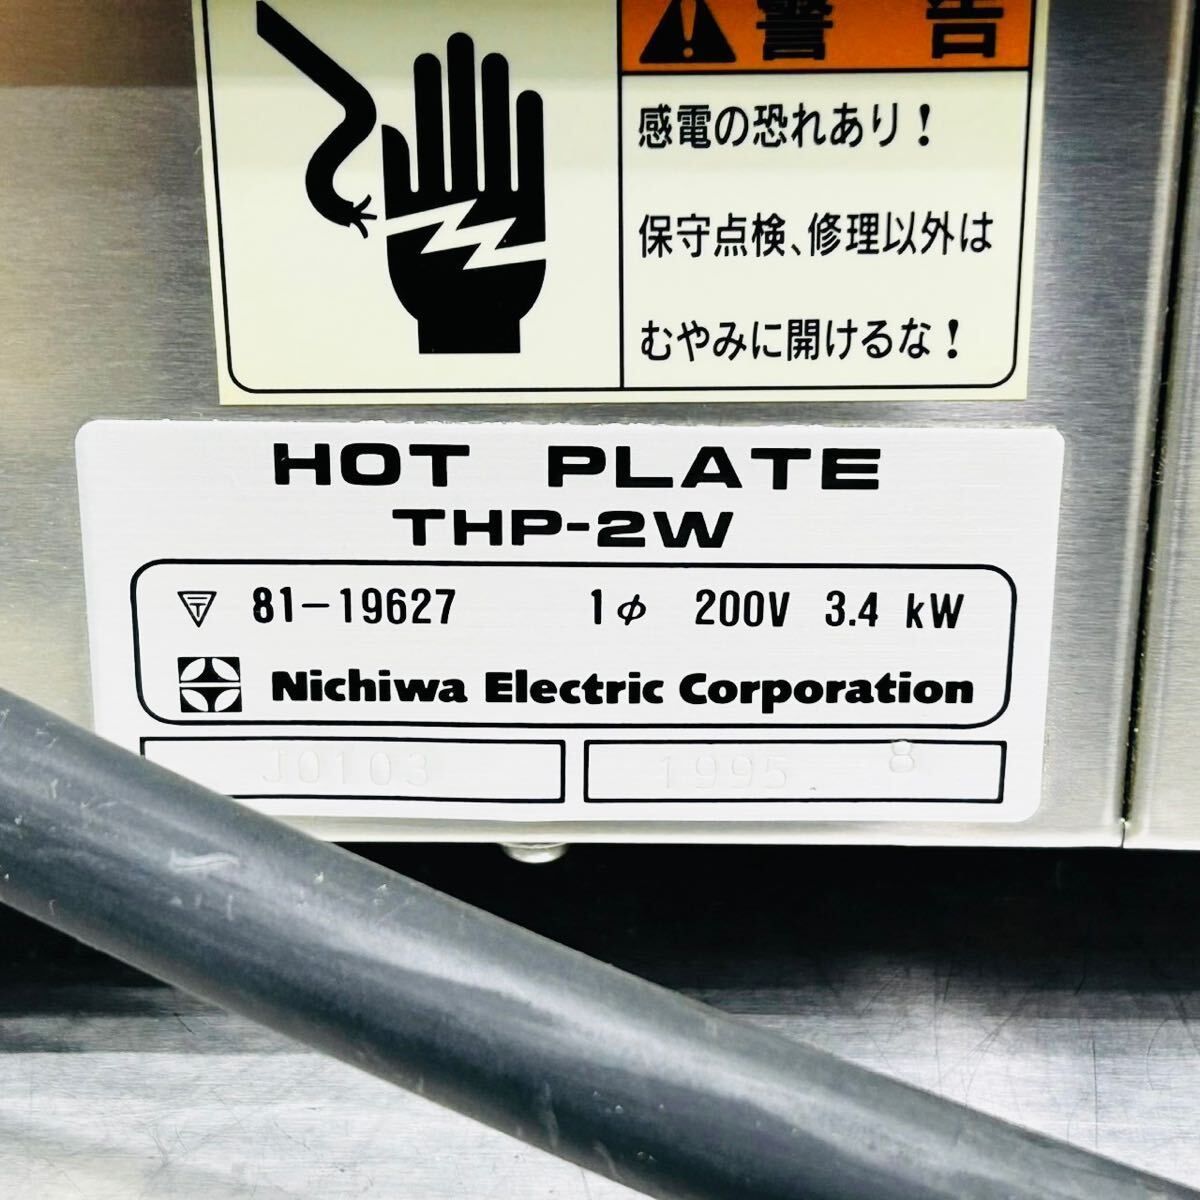 警告
感電の恐れあり！
保守点検、修理以外は
むやみに開けるな！
HOT PLATE
THP-2W
81-19627 1φ 200V 3.4 kW
Nichiwa Electric Corporation
J0103 1995 8